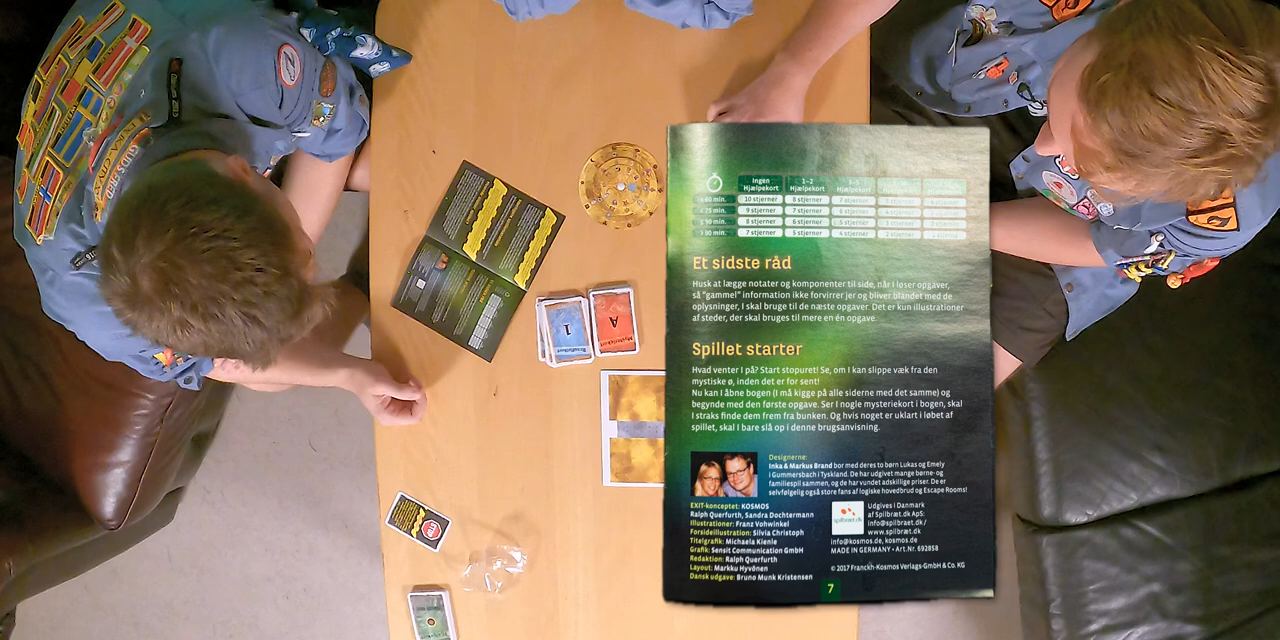 Ingen Hjælpekort
1–2 Hjælpekort
Hjælpekort
10 stjerner 8 stjerner 7 stjerner
9 stjerner 7 stjerner 6 stjerner
8 stjerner 6 stjerner 5 stjerner
> 90 min. 7 stjerner 5 stjerner 4 stjerner
Et sidste råd
Husk at lægge notater og komponenter til side, når I løser opgaver,
så "gammel" information ikke forvirrer jer og bliver blandet med de
oplysninger, I skal bruge til de næste opgaver. Det er kun illustrationer
af steder, der skal bruges til mere en én opgave.
Spillet starter
Hvad venter I på? Start stopuret! Se, om I kan slippe væk fra den
mystiske ø, inden det er for sent!
Nu kan I åbne bogen (I må kigge på alle siderne med det samme) og
begynde med den første opgave. Ser I nogle mysteriekort i bogen, skal
I straks finde dem frem fra bunken. Og hvis noget er uklart i løbet af
spillet, skal I bare slå op i denne brugsanvisning.
Designerne:
Inka & Markus Brand bor med deres to børn Lukas og Emely
i Gummersbach i Tyskland. De har udgivet mange børne- og
familiespil sammen, og de har vundet adskillige priser. De er
selvfølgelig også store fans af logiske hovedbrud og Escape Rooms!
EXIT-konceptet: KOSMOS
Ralph Querfurth, Sandra Dochtermann
Illustrationer: Franz Vohwinkel
Forsideillustration: Silvia Christoph
Titelgrafik: Michaela Kienle
Grafik: Sensit Communication GmbH
Redaktion: Ralph Querfurth
Layout: Markku Hyvönen
Dansk udgave: Bruno Munk Kristensen
spilbræt.dk
Udgives i Danmark
af Spilbræt.dk ApS:
info@spilbraet.dk /
www.spilbræt.dk
info@kosmos.de, kosmos.de
MADE IN GERMANY • Art.Nr. 692858
© 2017 Franckh-Kosmos Verlags-GmbH & Co. KG
7
1
A
Mysteriekort